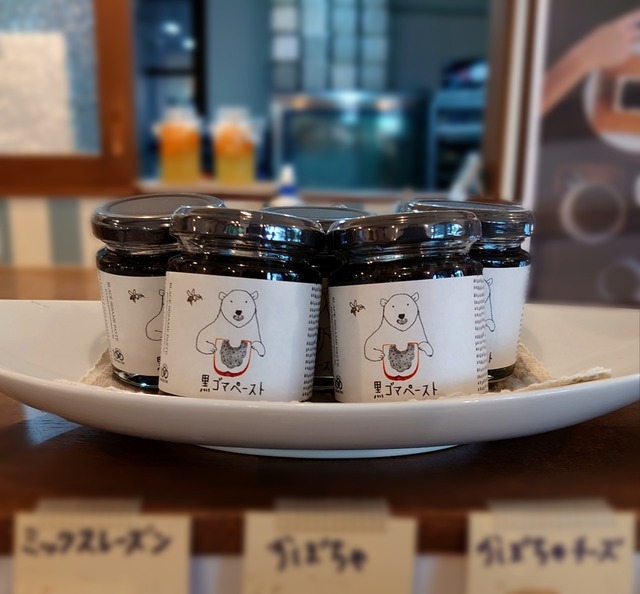 黒ゴマペースト
黒ゴマペースト
ミックスレーズン
かぼちゃ
かぼちゃチーズ